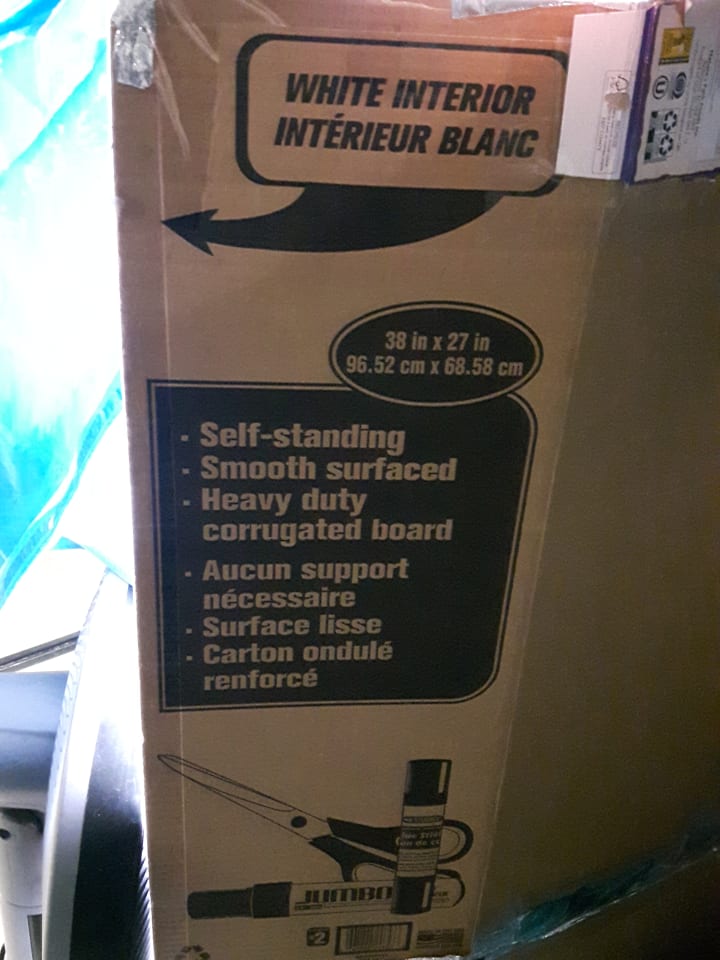 WHITE INTERIOR
INTÉRIEUR BLANC
38 in x 27 in
96.52 cm x 68.58 cm
- Self-standing
- Smooth surfaced
- Heavy duty
corrugated board
- Aucun support
nécessaire
- Surface lisse
- Carton ondulé
renforcé
JUMBO
2